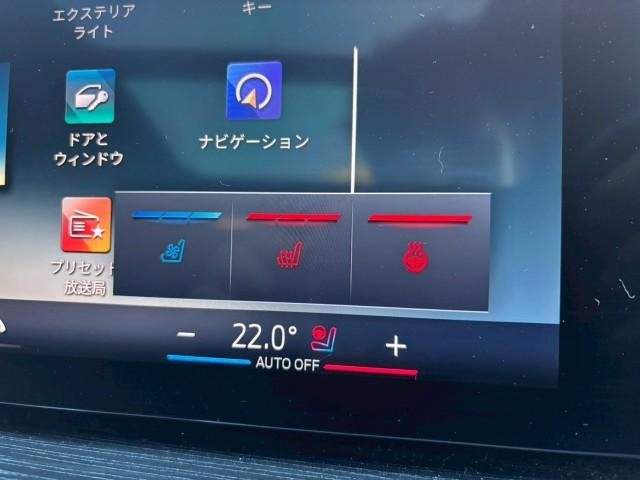 エクステリア
ライト
キー
ドアと
ウィンドウ
ナビゲーション
プリセット
放送局
− 22.0° +
AUTO OFF